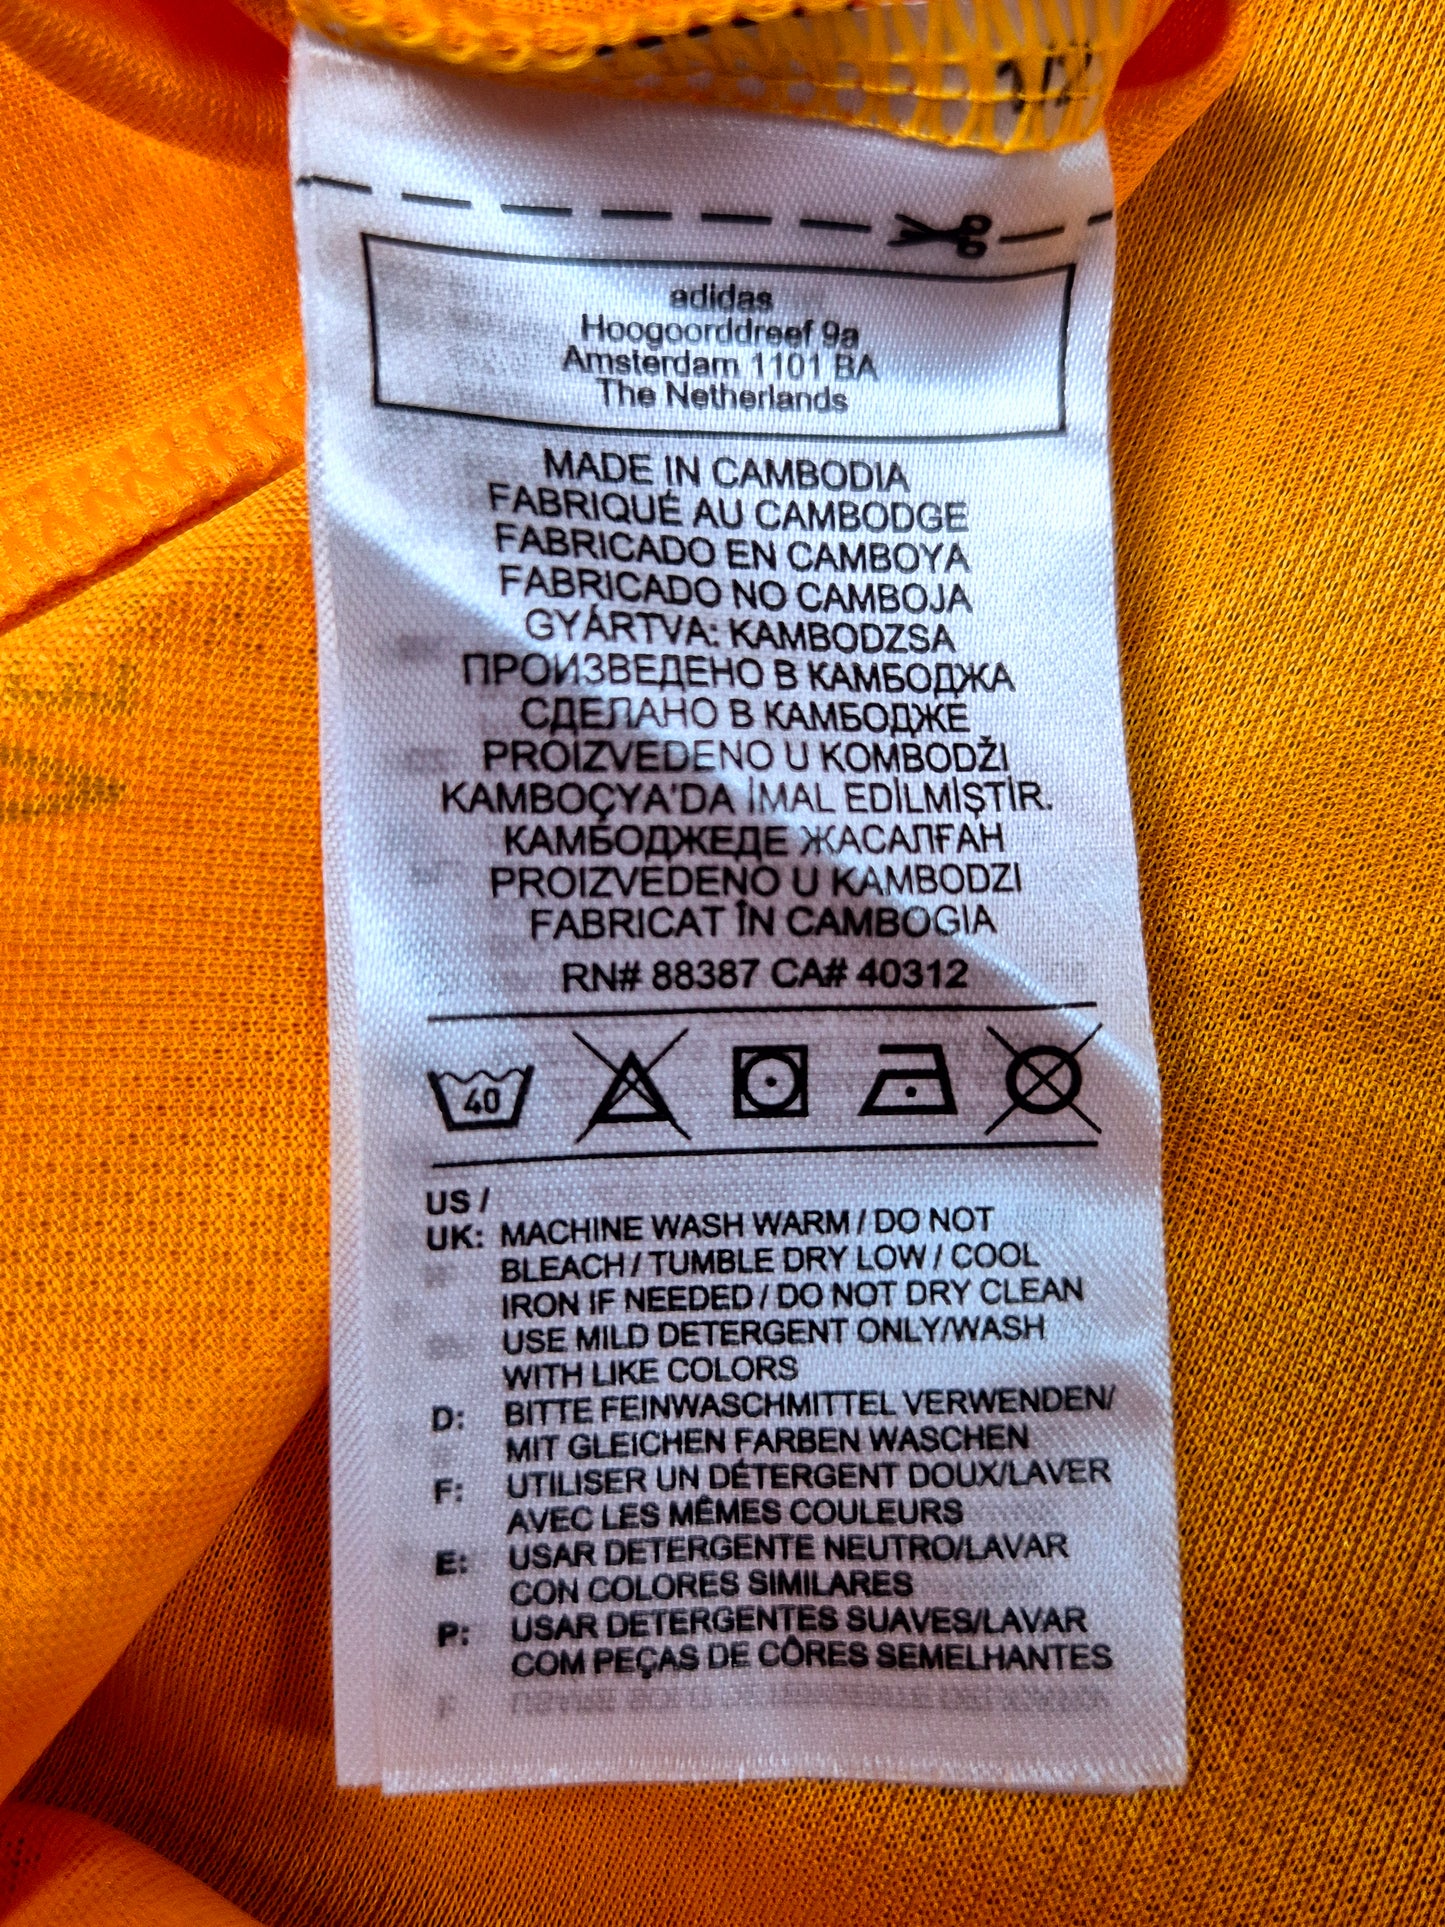 1/2
adidas
Hoogoorddreef 9a
Amsterdam 1101 BA
The Netherlands
MADE IN CAMBODIA
FABRIQUÉ AU CAMBODGE
FABRICADO EN CAMBOYA
FABRICADO NO CAMBOJA
GYÁRTVA: KAMBODZSA
ПРОИЗВЕДЕНО В КАМБОДЖА
СДЕЛАНО В КАМБОДЖЕ
PROIZVEDENO U KOMBODŽI
KAMBOÇYA'DA İMAL EDİLMİŞTİR.
КАМБОДЖЕДЕ ЖАСАЛҒАН
PROIZVEDENO U KAMBODZI
FABRICAT ÎN CAMBOGIA
RN# 88387 CA# 40312
40
US /
UK: MACHINE WASH WARM / DO NOT
BLEACH / TUMBLE DRY LOW / COOL
IRON IF NEEDED / DO NOT DRY CLEAN
USE MILD DETERGENT ONLY/WASH
WITH LIKE COLORS
D: BITTE FEINWASCHMITTEL VERWENDEN/
MIT GLEICHEN FARBEN WASCHEN
F: UTILISER UN DÉTERGENT DOUX/LAVER
AVEC LES MÊMES COULEURS
E: USAR DETERGENTE NEUTRO/LAVAR
CON COLORES SIMILARES
P: USAR DETERGENTES SUAVES/LAVAR
COM PEÇAS DE CÔRES SEMELHANTES